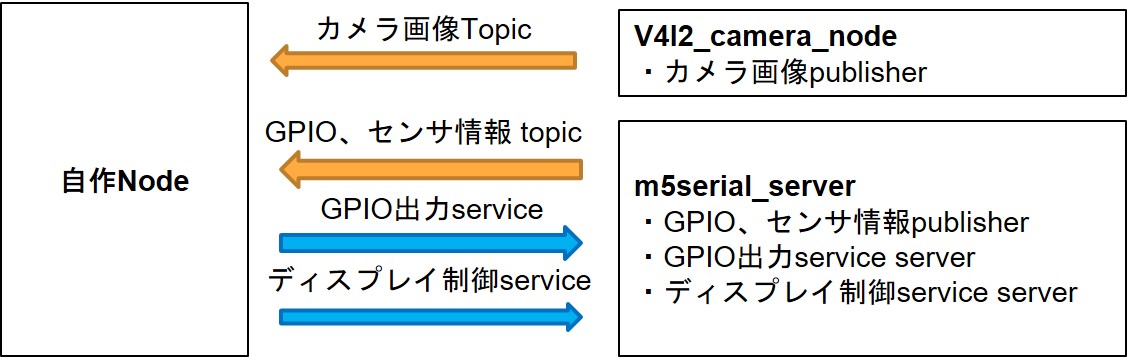 カメラ画像Topic
V4l2_camera_node
・カメラ画像publisher
GPIO、センサ情報 topic
自作Node
m5serial_server
GPIO出力service
・GPIO、センサ情報publisher
・GPIO出力service server
ディスプレイ制御service
・ディスプレイ制御service server